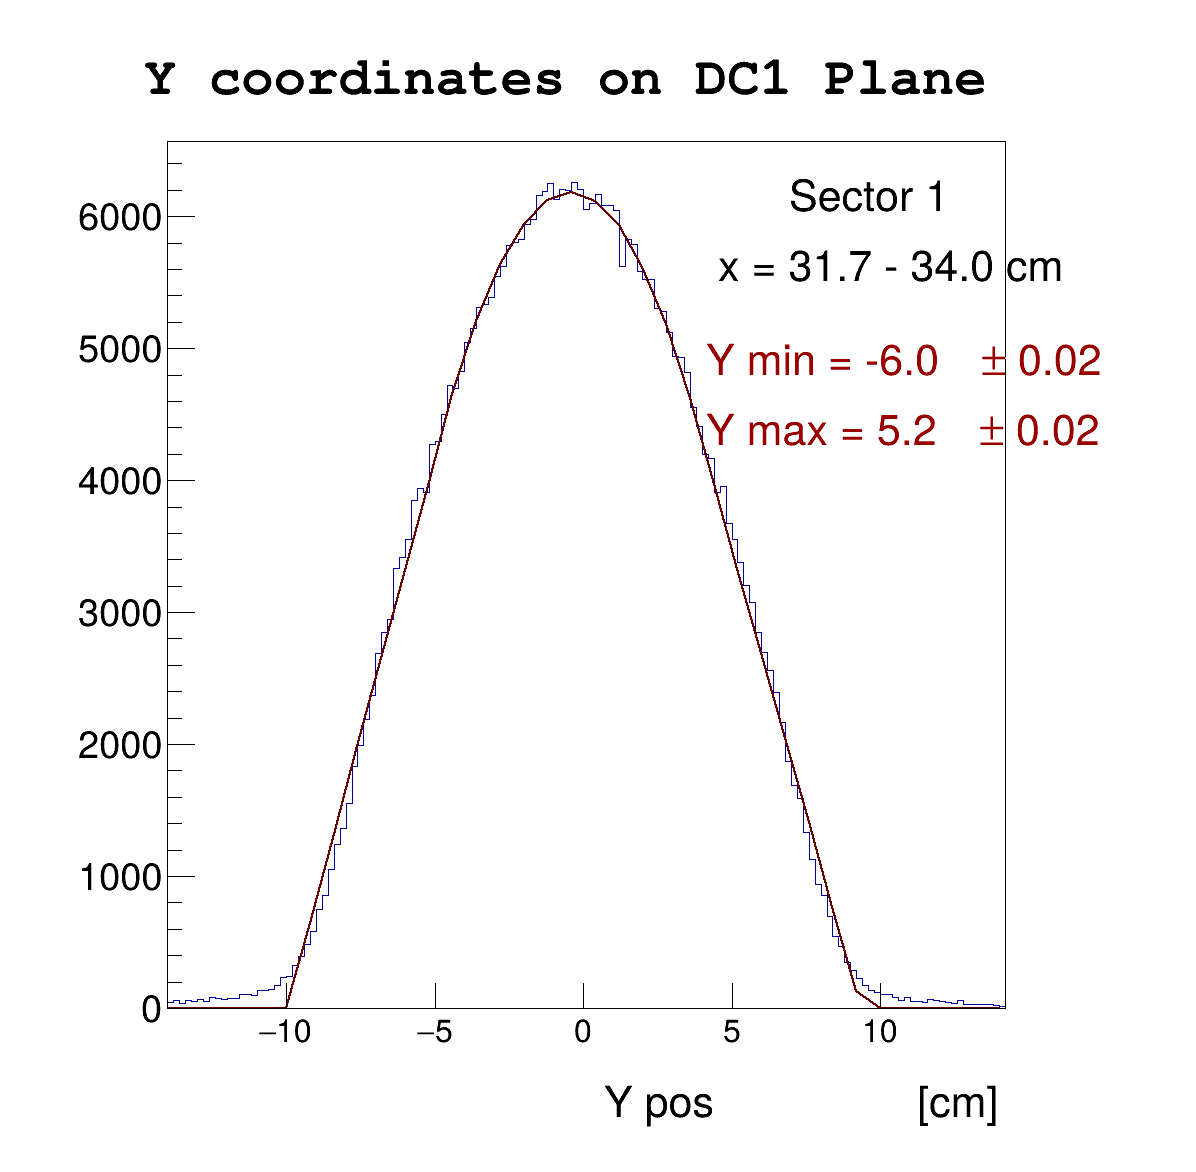 Y coordinates on DC1 Plane
Sector 1
x = 31.7 - 34.0 cm
Y min = -6.0 ± 0.02
Y max = 5.2 ± 0.02
6000
5000
4000
3000
2000
1000
0
−10 −5 0 5 10
Y pos [cm]